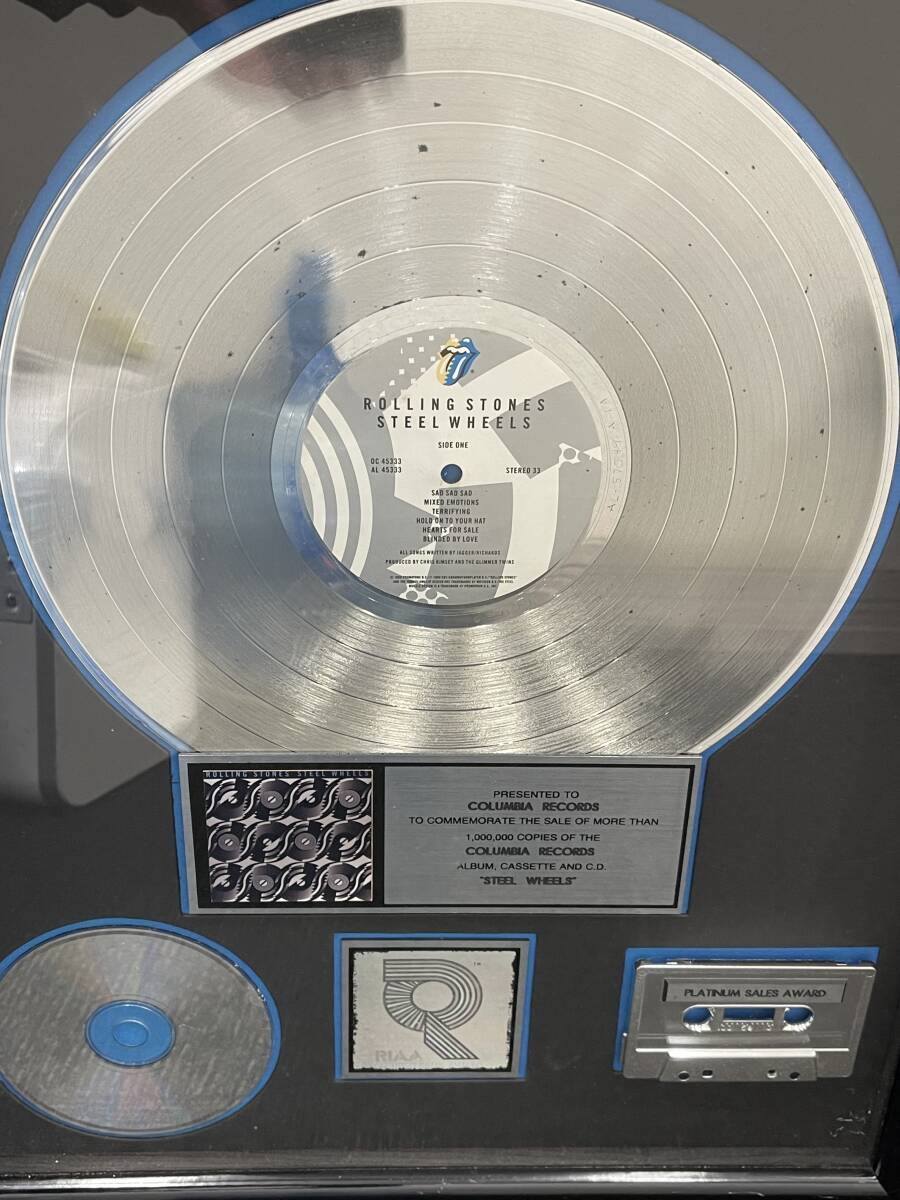 ROLLING STONES
STEEL WHEELS
SIDE ONE
OC 45333
AL 45333
STEREO 33
SAD SAD SAD
MIXED EMOTIONS
TERRIFYING
HOLD ON TO YOUR HAT
HEARTS FOR SALE
BLINDED BY LOVE
ALL SONGS WRITTEN BY JAGGER/RICHARDS
PRODUCED BY CHRIS KIMSEY AND THE GLIMMER TWINS
ROLLING STONES STEEL WHEELS
PRESENTED TO
COLUMBIA RECORDS
TO COMMEMORATE THE SALE OF MORE THAN
1,000,000 COPIES OF THE
COLUMBIA RECORDS
ALBUM, CASSETTE AND C.D.
"STEEL WHEELS"
TM
RIAA
PLATINUM SALES AWARD